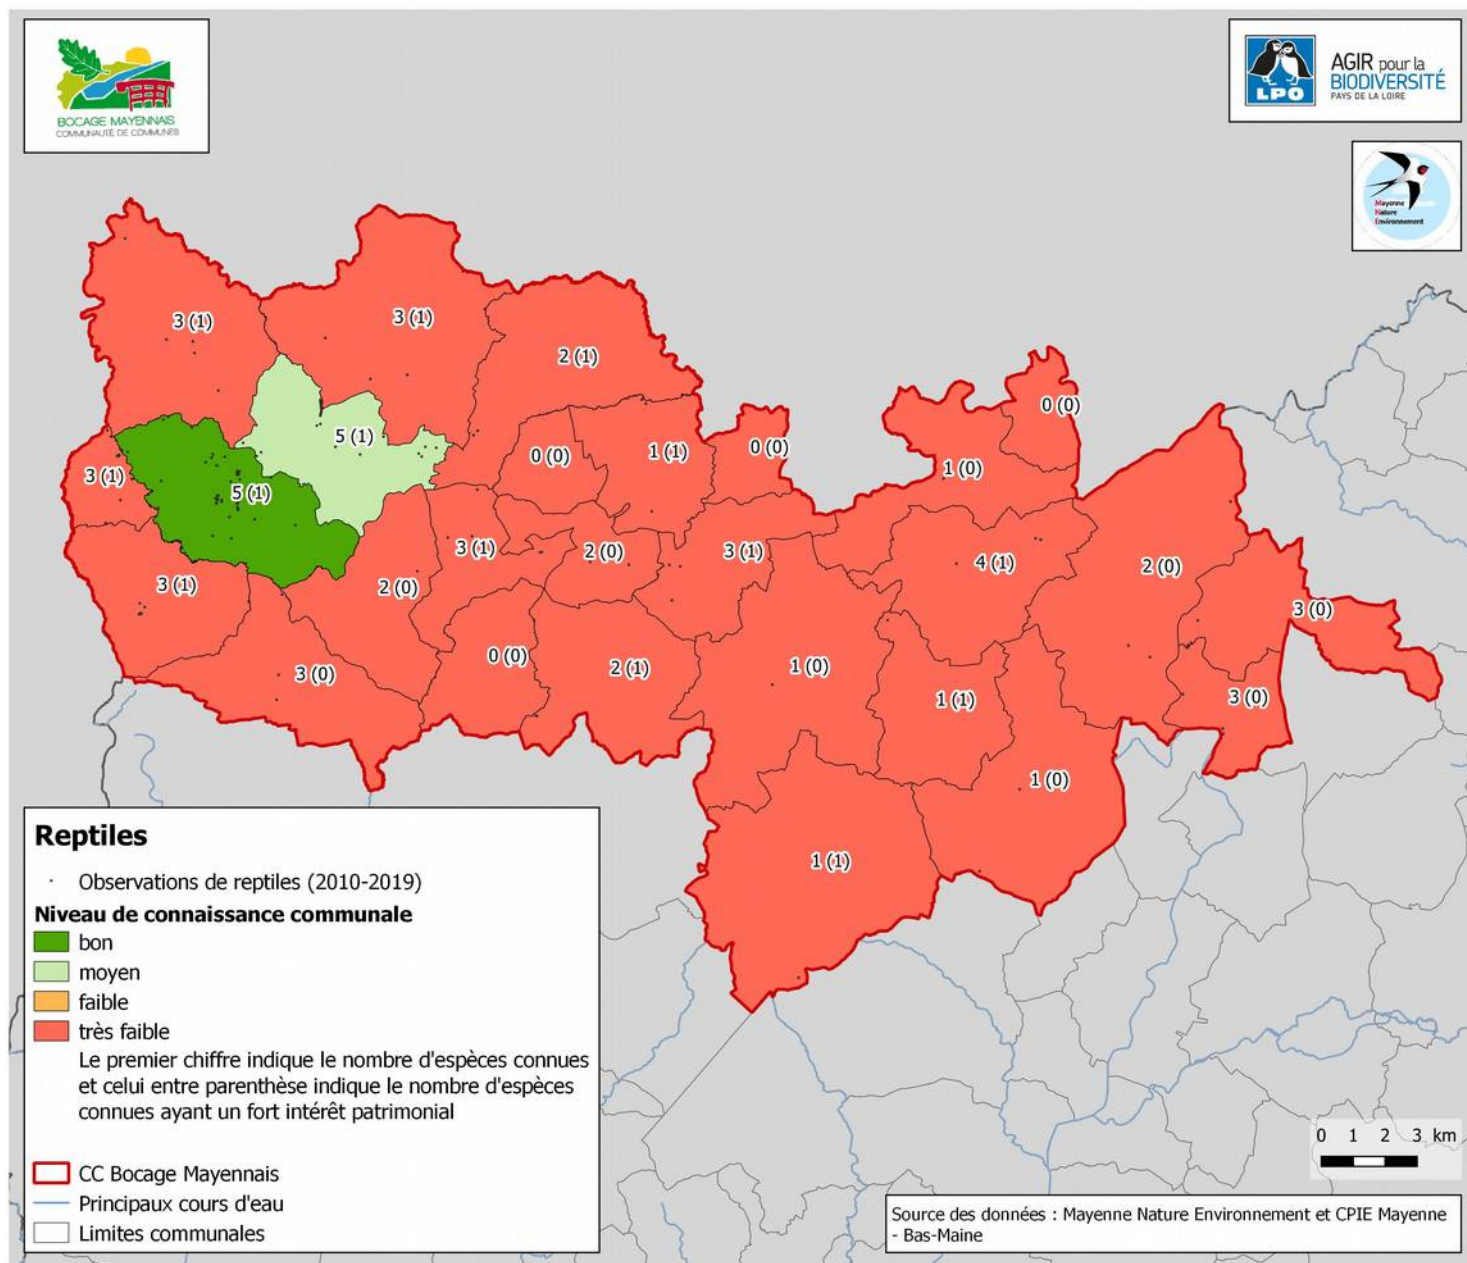 BOCAGE MAYENNAIS
COMMUNAUTÉ DE COMMUNES
LPO
AGIR pour la
BIODIVERSITÉ
PAYS DE LA LOIRE
Mayenne
Nature
Environnement
3 (1)
3 (1)
2 (1)
0 (0)
5 (1)
0 (0)
1 (1)
0 (0)
1 (0)
3 (1)
5 (1)
3 (1)
2 (0)
3 (1)
4 (1)
2 (0)
3 (1)
2 (0)
3 (0)
0 (0)
2 (1)
1 (0)
3 (0)
1 (1)
3 (0)
1 (0)
1 (1)
Reptiles
Observations de reptiles (2010-2019)
Niveau de connaissance communale
bon
moyen
faible
très faible
Le premier chiffre indique le nombre d'espèces connues
et celui entre parenthèse indique le nombre d'espèces
connues ayant un fort intérêt patrimonial
CC Bocage Mayennais
Principaux cours d'eau
Limites communales
0 1 2 3 km
Source des données : Mayenne Nature Environnement et CPIE Mayenne
- Bas-Maine